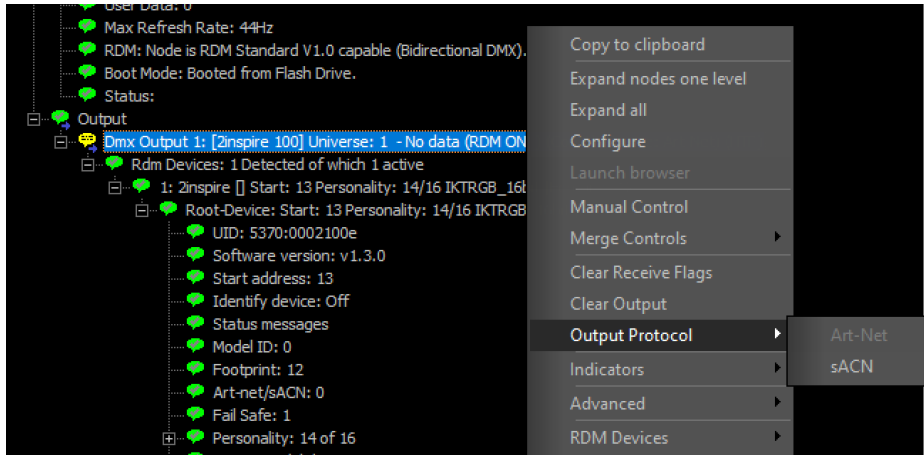 User Data: 0
Max Refresh Rate: 44Hz
RDM: Node is RDM Standard V1.0 capable (Bidirectional DMX).
Boot Mode: Booted from Flash Drive.
Status:
Output
Dmx Output 1: [2inspire 100] Universe: 1 - No data (RDM ON
Rdm Devices: 1 Detected of which 1 active
1: 2inspire [] Start: 13 Personality: 14/16 IKTRGB_16b
Root-Device: Start: 13 Personality: 14/16 IKTRGB
UID: 5370:0002100e
Software version: v1.3.0
Start address: 13
Identify device: Off
Status messages
Model ID: 0
Footprint: 12
Art-net/sACN: 0
Fail Safe: 1
Personality: 14 of 16
Copy to clipboard
Expand nodes one level
Expand all
Configure
Launch browser
Manual Control
Merge Controls
Clear Receive Flags
Clear Output
Output Protocol
Indicators
Advanced
RDM Devices
Art-Net
sACN